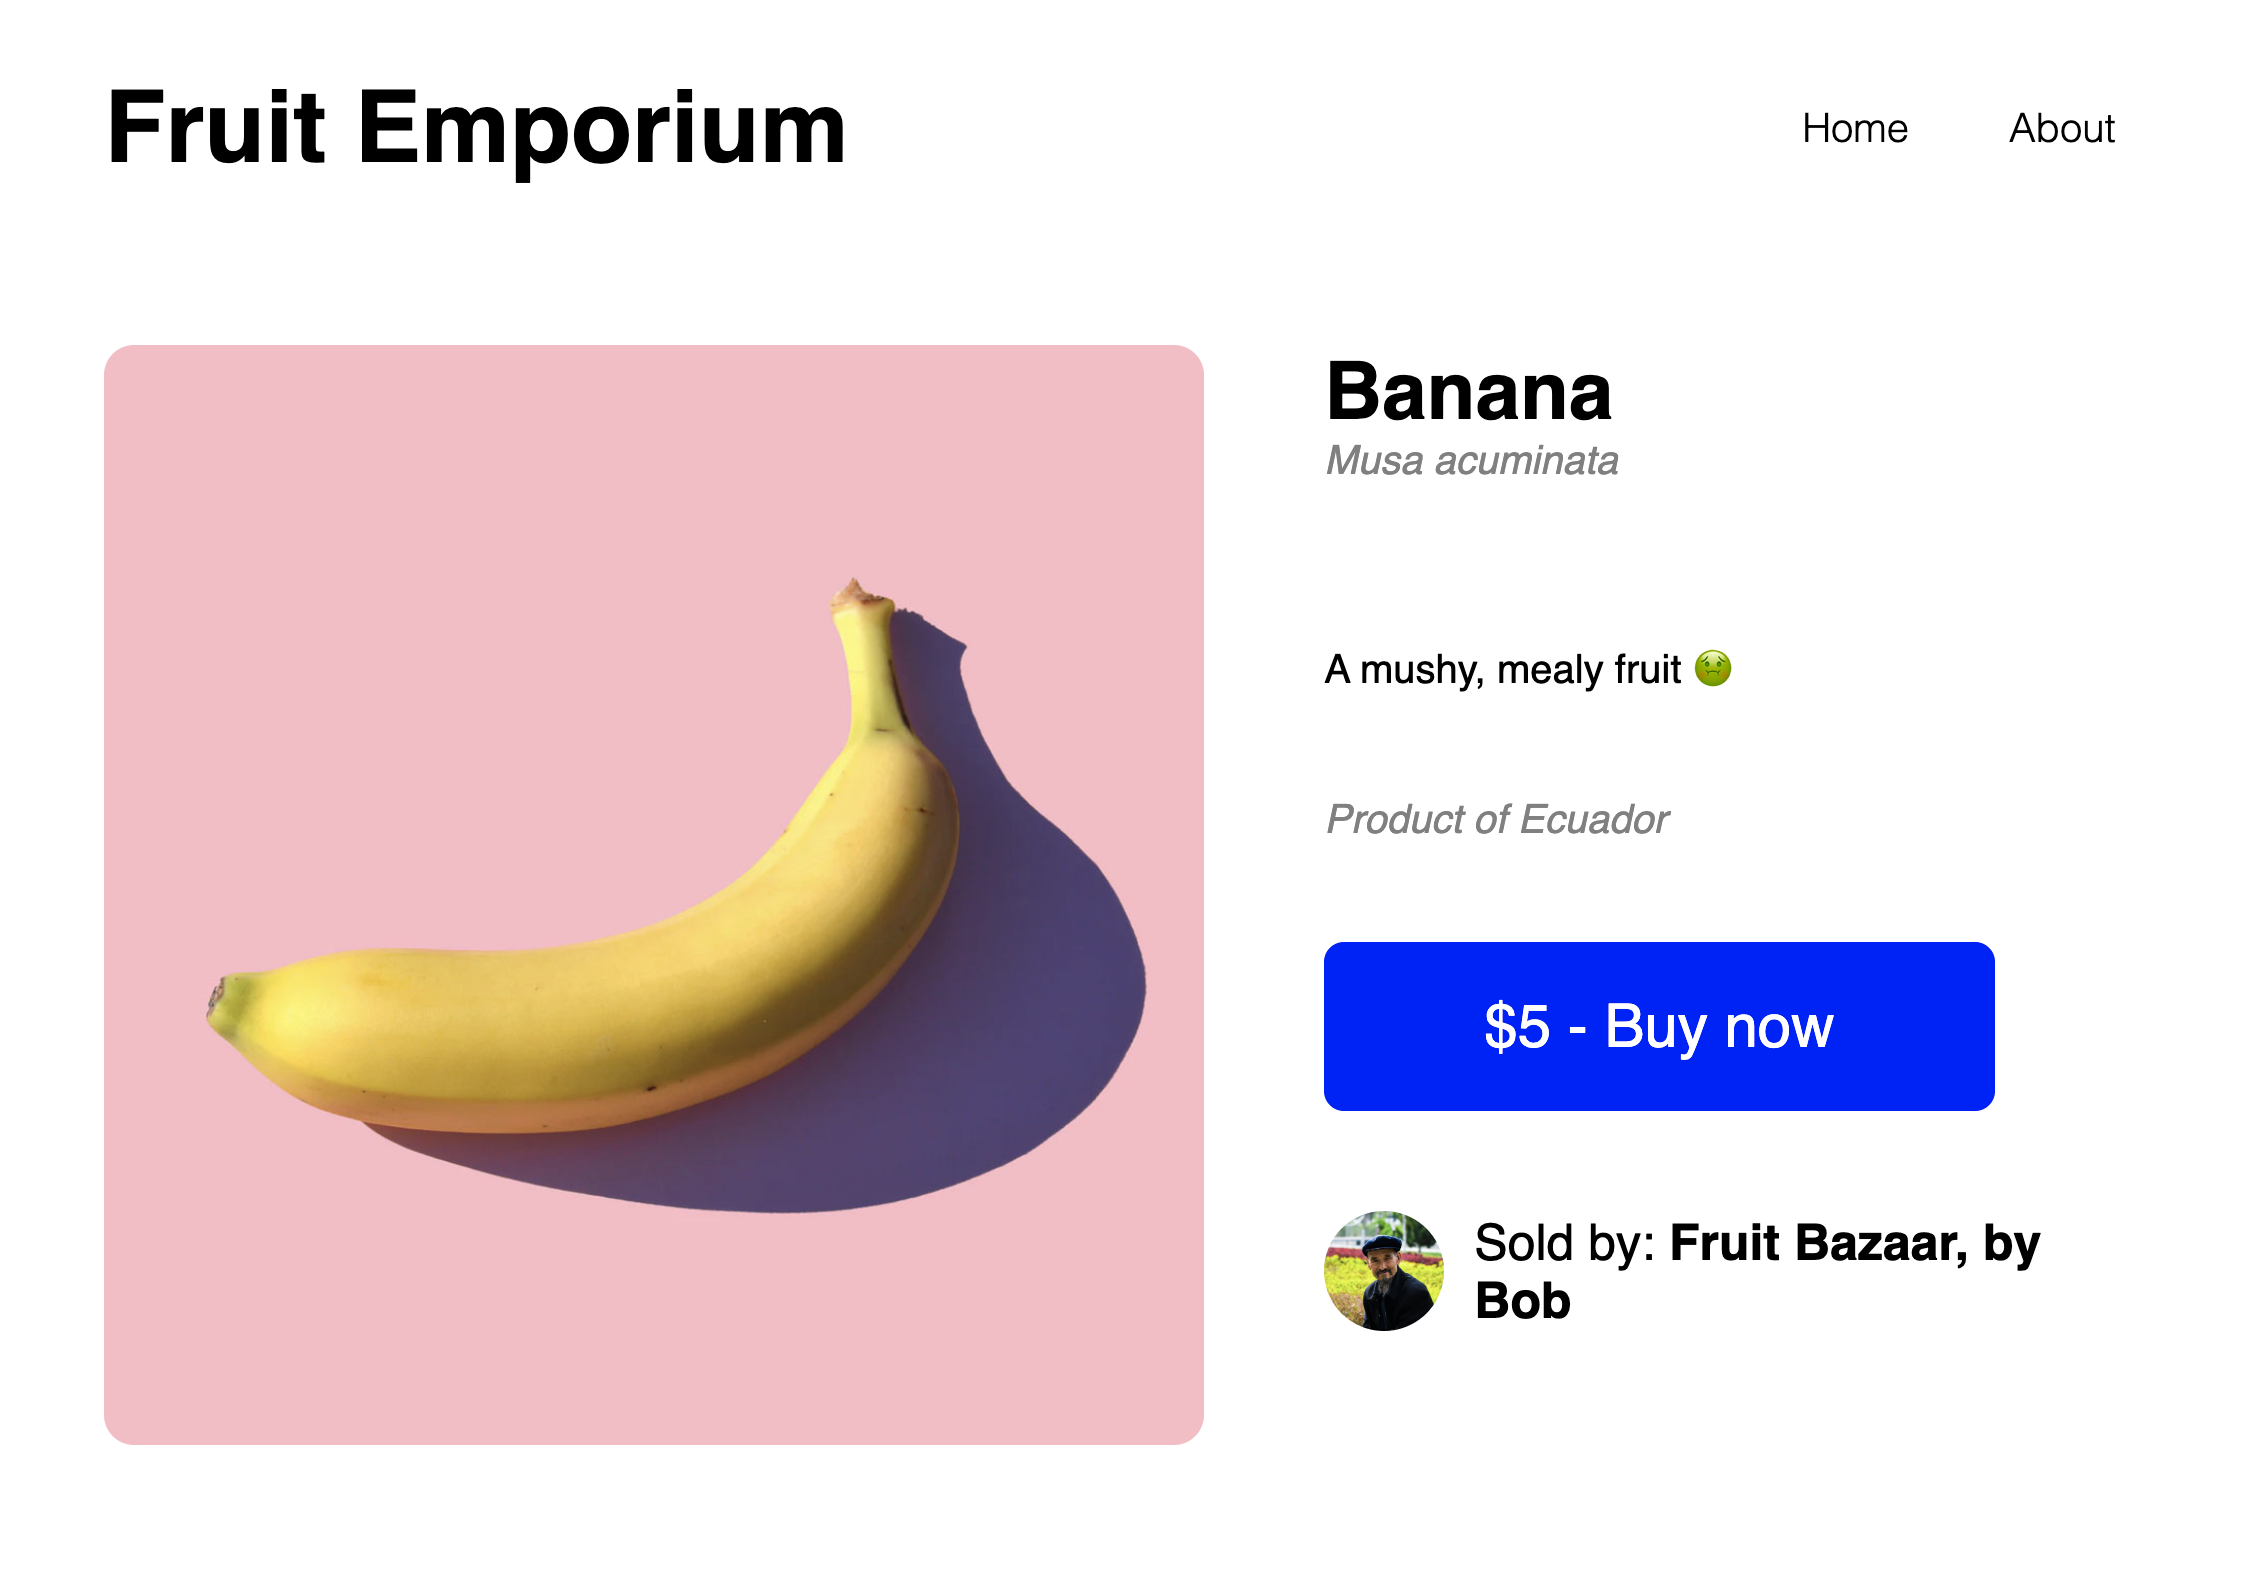 Fruit Emporium
Home
About
Banana
Musa acuminata
A mushy, mealy fruit 🤢
Product of Ecuador
$5 - Buy now
Sold by: Fruit Bazaar, by
Bob